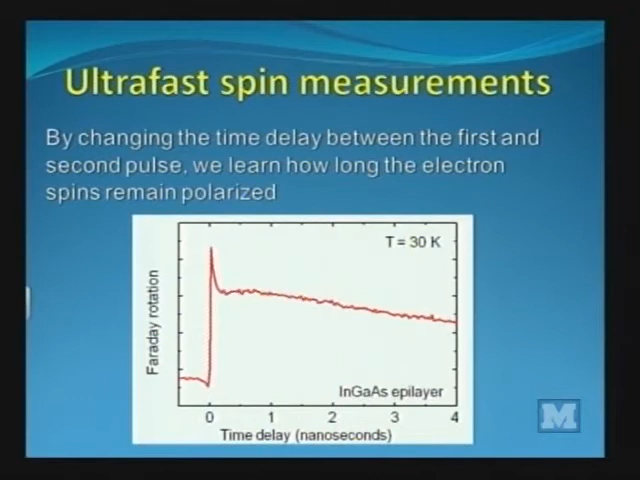 Ultrafast spin measurements
By changing the time delay between the first and
second pulse, we learn how long the electron
spins remain polarized
T = 30 K
Faraday rotation
InGaAs epilayer
0 1 2 3 4
Time delay (nanoseconds)
M